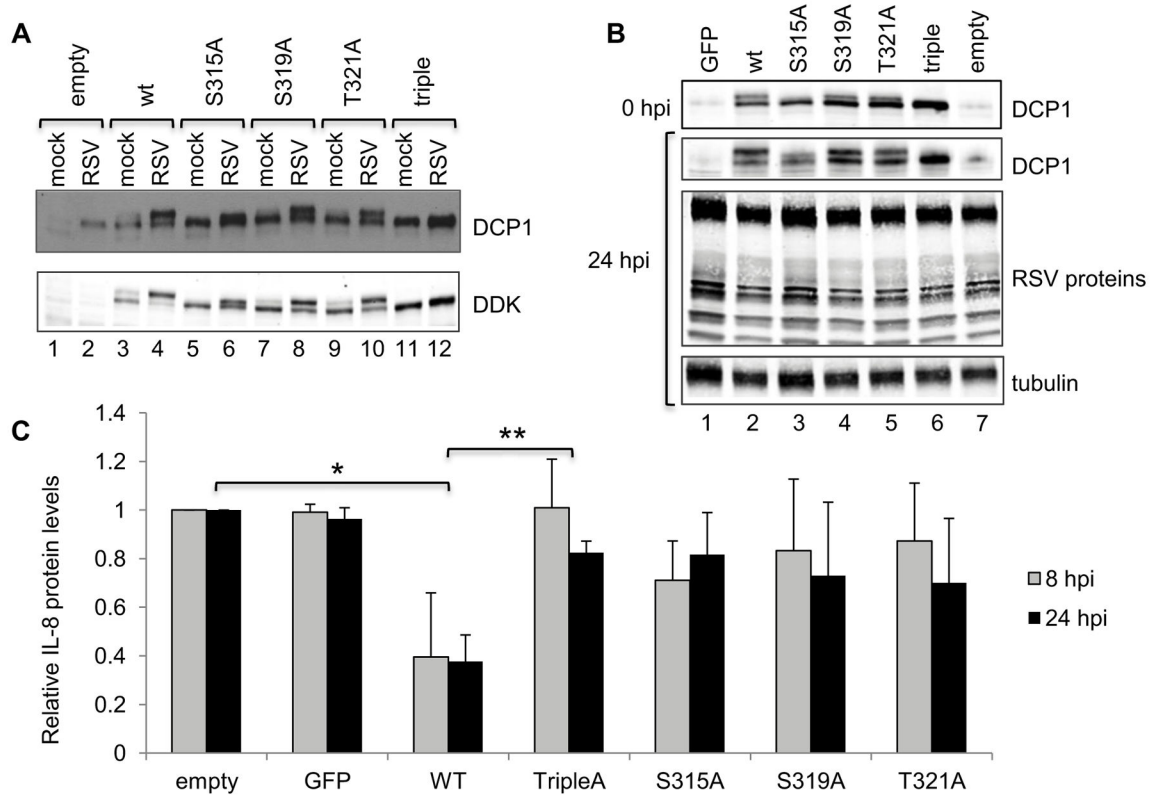 A
empty
wt
S315A
S319A
T321A
triple
mock
RSV
mock
RSV
mock
RSV
mock
RSV
mock
RSV
mock
RSV
DCP1
DDK
1 2 3 4 5 6 7 8 9 10 11 12
B
GFP
wt
S315A
S319A
T321A
triple
empty
0 hpi
DCP1
24 hpi
DCP1
RSV proteins
tubulin
1 2 3 4 5 6 7
C
Relative IL-8 protein levels
1.4
1.2
1
0.8
0.6
0.4
0.2
0
*
**
empty GFP WT TripleA S315A S319A T321A
8 hpi
24 hpi